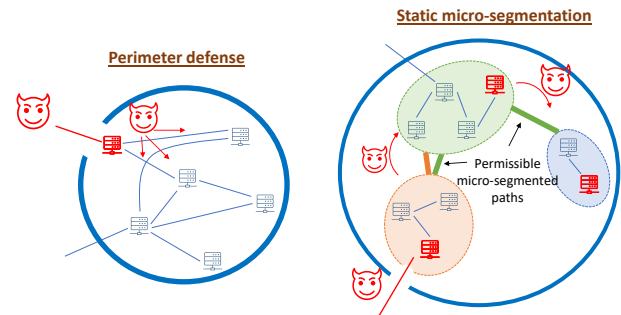 Perimeter defense
Static micro-segmentation
Permissible
micro-segmented
paths